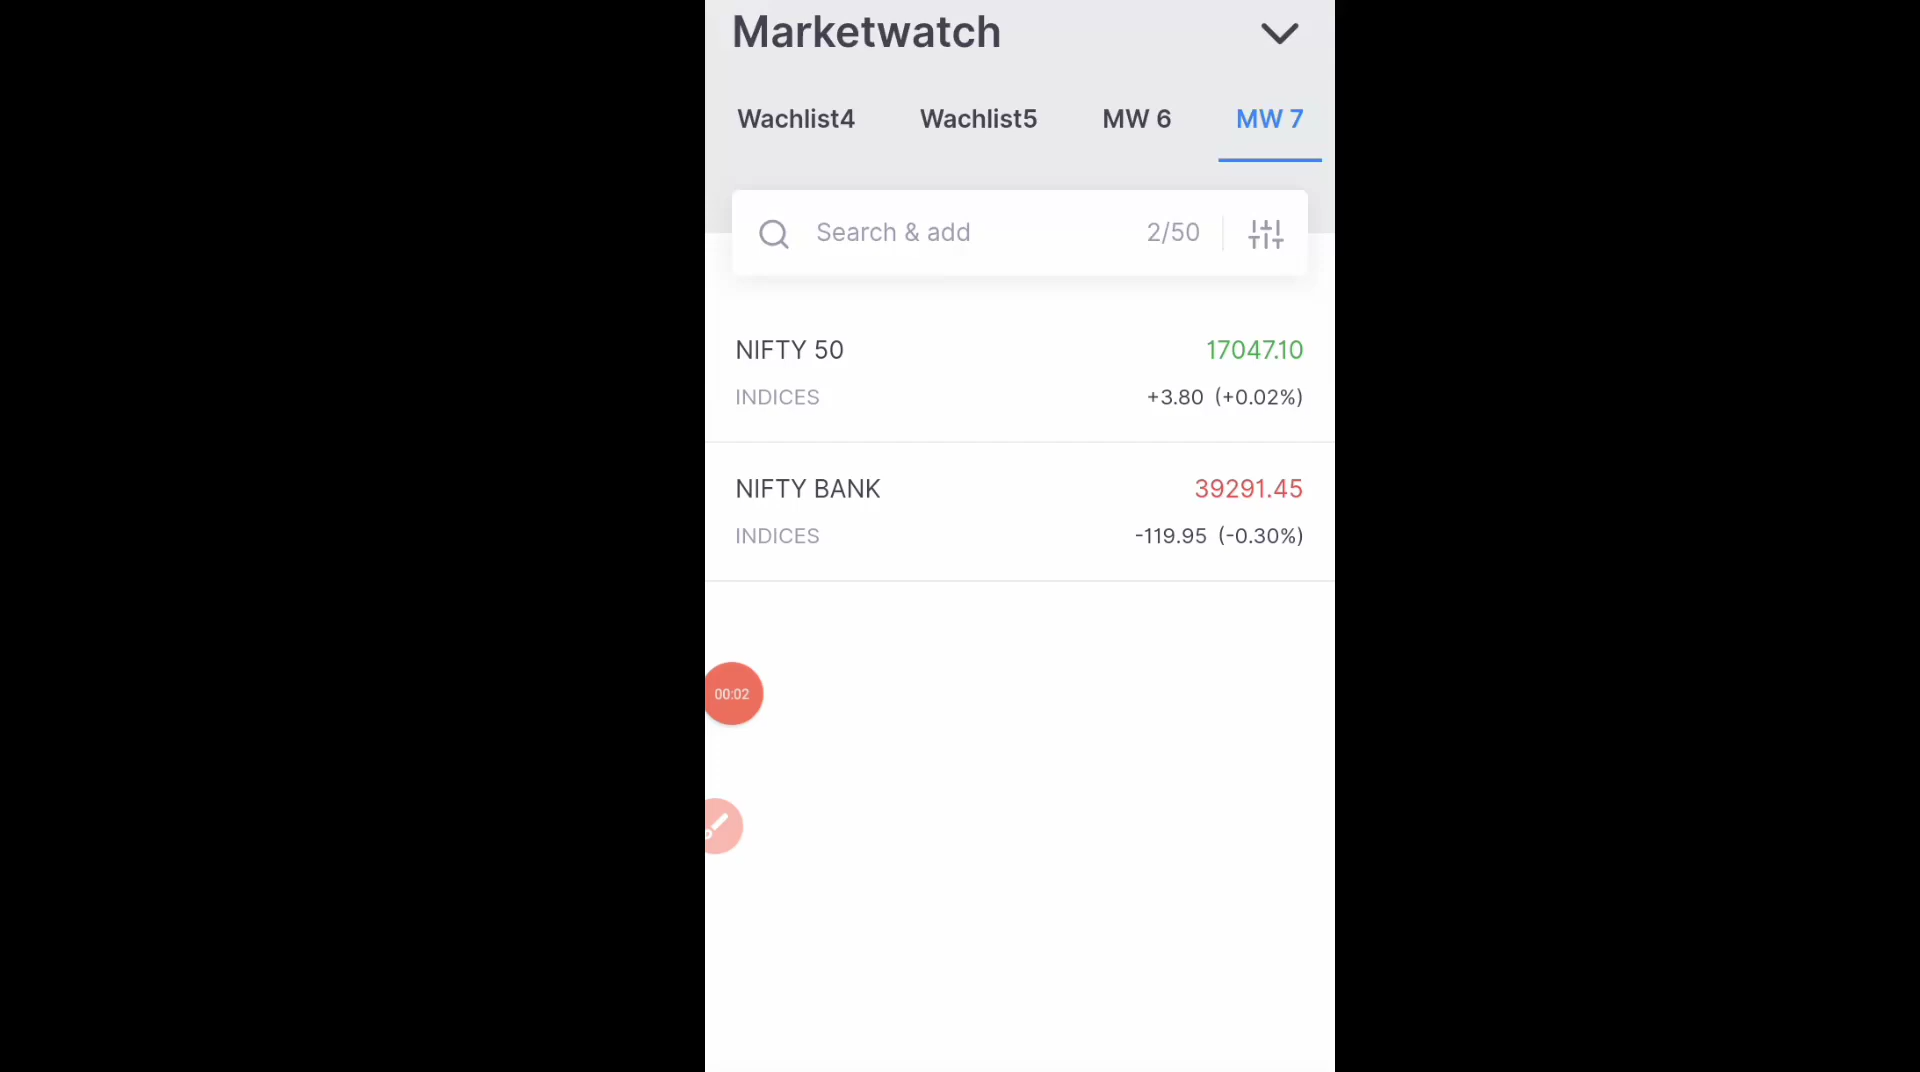 Marketwatch
Wachlist4 Wachlist5 MW 6 MW 7
Search & add 2/50
NIFTY 50 17047.10
INDICES +3.80 (+0.02%)
NIFTY BANK 39291.45
INDICES -119.95 (-0.30%)
00:02